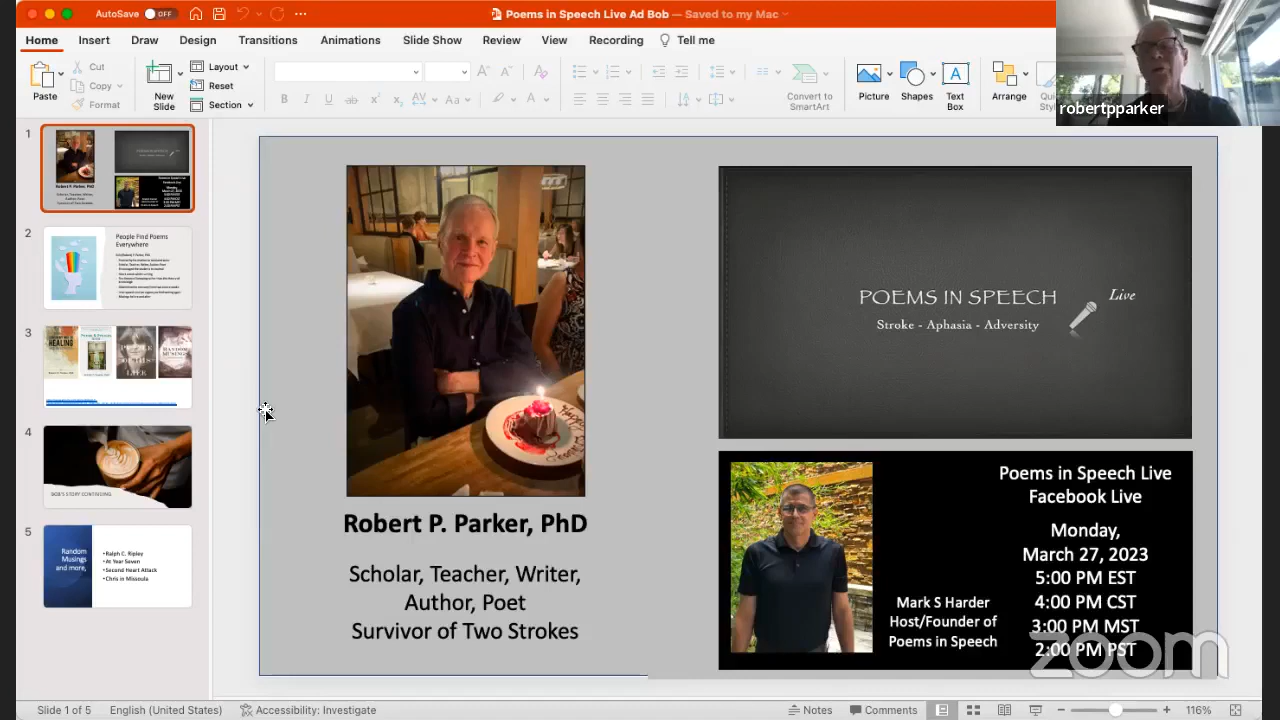 AutoSave OFF
Poems in Speech Live Ad Bob — Saved to my Mac
Home Insert Draw Design Transitions Animations Slide Show Review View Recording Tell me
Paste
Cut
Copy
Format
New
Slide
Layout
Reset
Section
Convert to
SmartArt
Picture
Shapes
Text
Box
Arrange
robertpparker
1
2
People Find Poems
Everywhere
3
4
BOB'S STORY CONTINUING
5
Random
Musings
and more,
•Ralph C. Ripley
•At Year Seven
•Second Heart Attack
•Chris in Missoula
Robert P. Parker, PhD
Scholar, Teacher, Writer,
Author, Poet
Survivor of Two Strokes
POEMS IN SPEECH Live
Stroke - Aphasia - Adversity
Mark S Harder
Host/Founder of
Poems in Speech
Poems in Speech Live
Facebook Live
Monday,
March 27, 2023
5:00 PM EST
4:00 PM CST
3:00 PM MST
2:00 PM PST
zoom
Slide 1 of 5 English (United States) Accessibility: Investigate Notes Comments 116%